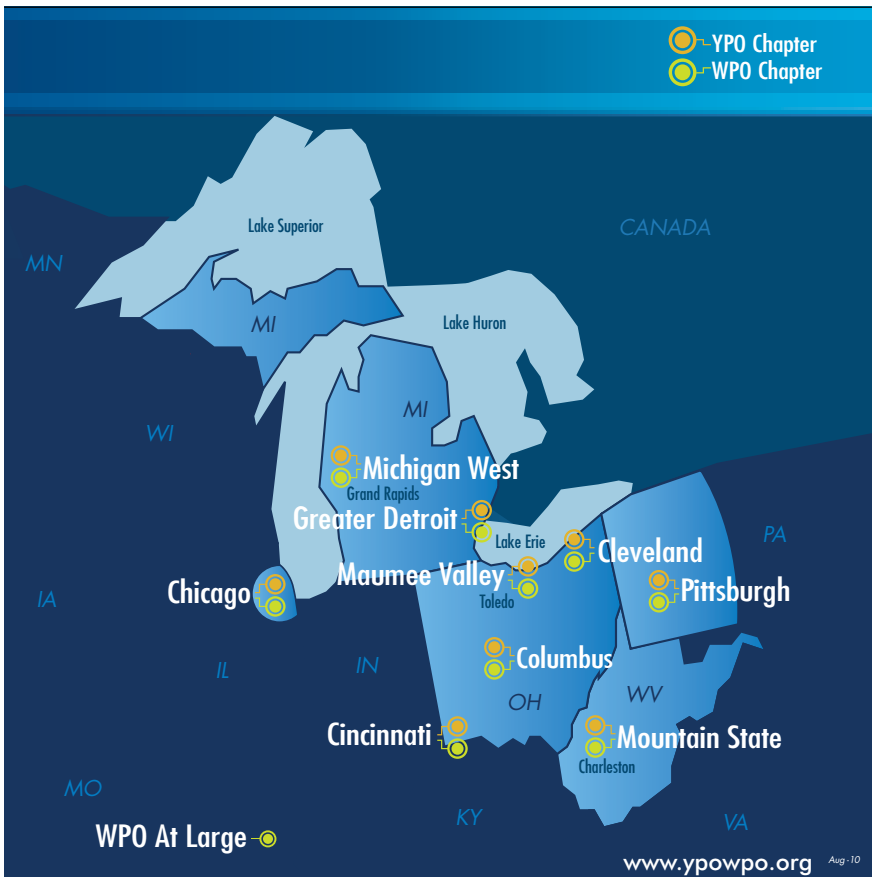 YPO Chapter
WPO Chapter
Lake Superior
CANADA
MN
MI
Lake Huron
MI
WI
Michigan West
Grand Rapids
Greater Detroit
Lake Erie
Cleveland
PA
Maumee Valley
Toledo
Chicago
Pittsburgh
IA
IL
IN
Columbus
OH
WV
Cincinnati
Mountain State
Charleston
MO
KY
VA
WPO At Large
www.ypowpo.org
Aug-10